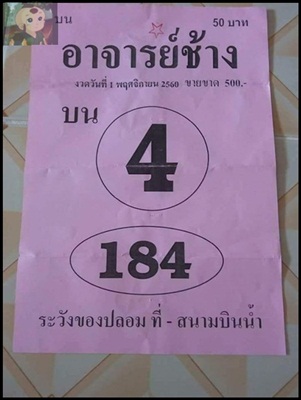 บน 50 บาท
อาจารย์ช้าง
งวดวันที่ 1 พฤศจิกายน 2560 ขายขาด 500.-
บน
4
184
ระวังของปลอม ที่ - สนามบินน้ำ